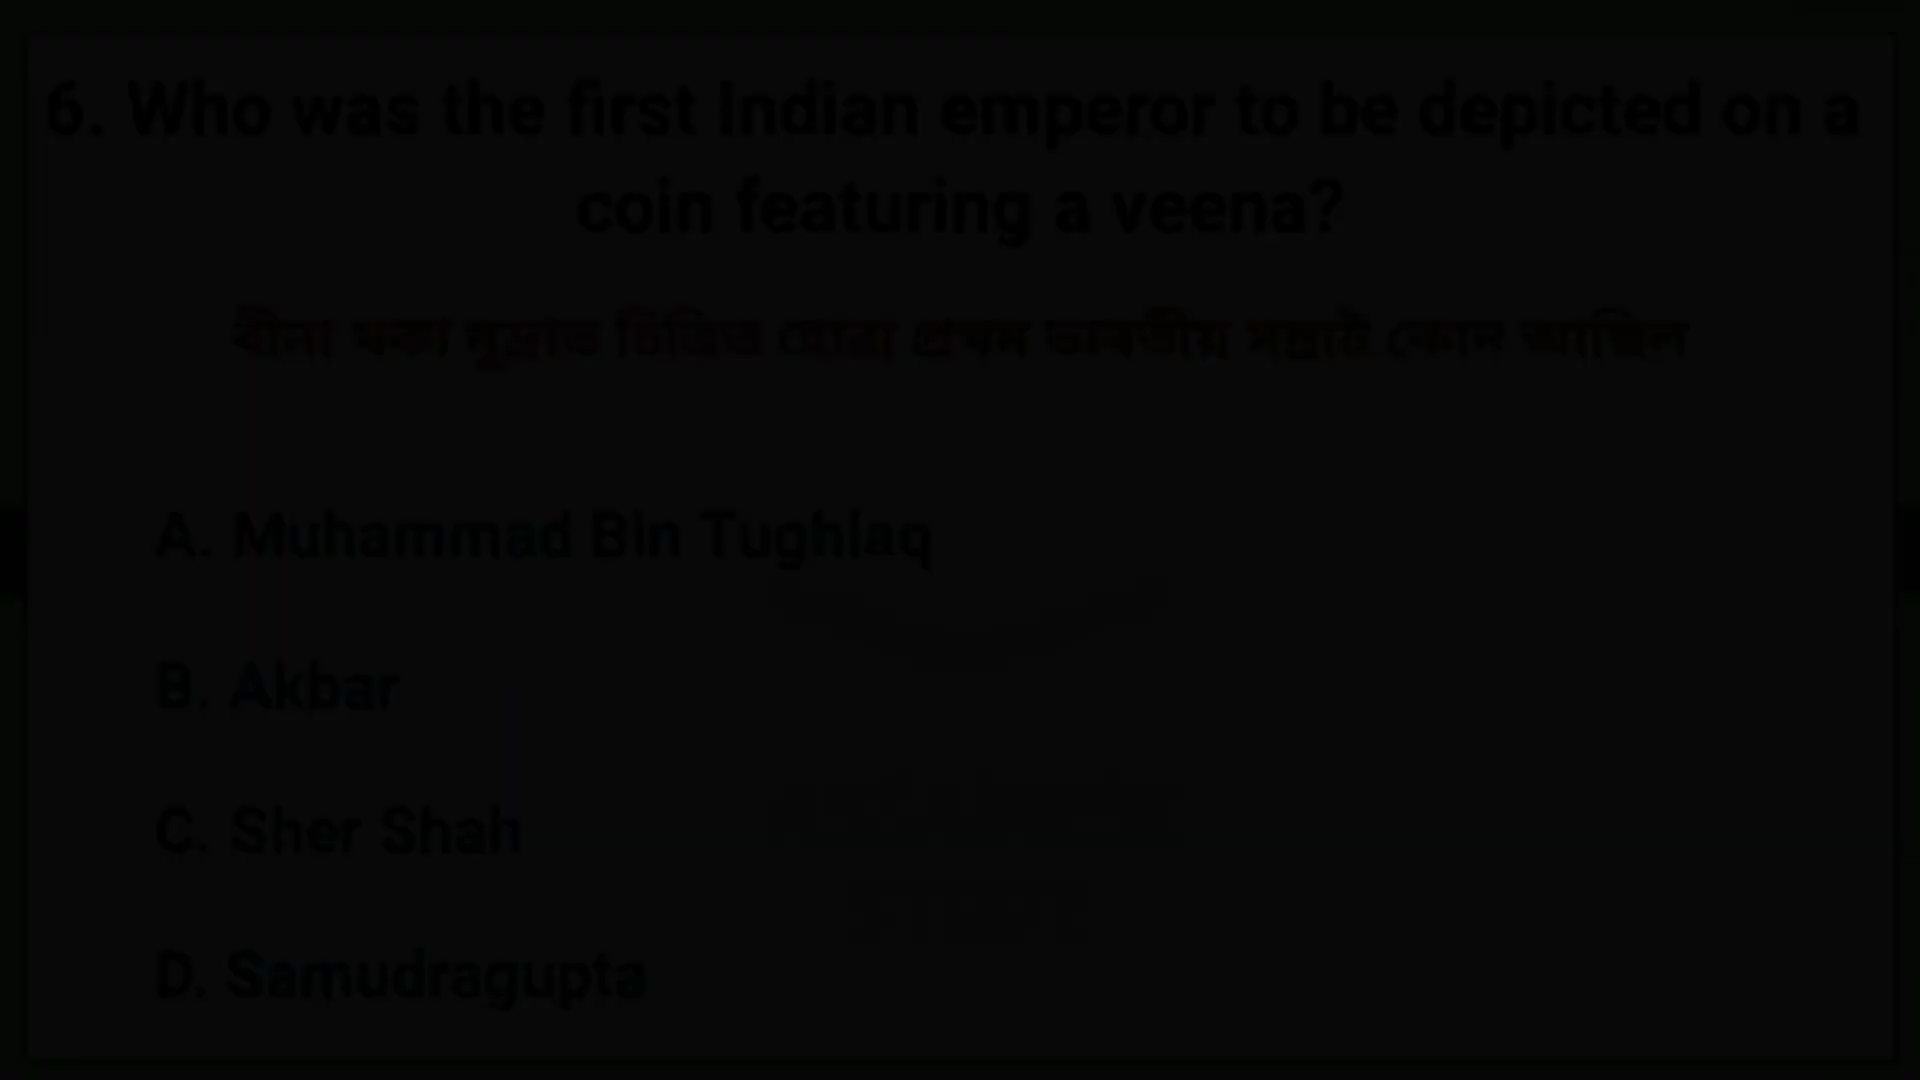 6. Who was the first Indian emperor to be depicted on a
coin featuring a veena?
বীনা থকা মুদ্ৰাত চিত্ৰিত হোৱা প্ৰথম ভাৰতীয় সম্ৰাট কোন আছিল
A. Muhammad Bin Tughlaq
B. Akbar
C. Sher Shah
D. Samudragupta